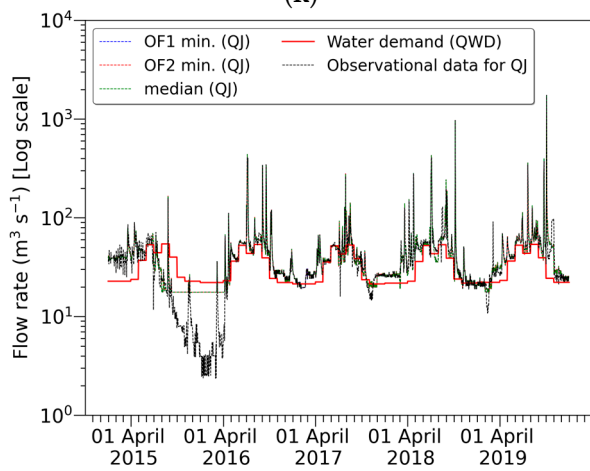 (k)
10⁴
10³
10²
10¹
10⁰
Flow rate (m³ s⁻¹) [Log scale]
OF1 min. (QJ)
OF2 min. (QJ)
median (QJ)
Water demand (QWD)
Observational data for QJ
01 April 2015
01 April 2016
01 April 2017
01 April 2018
01 April 2019